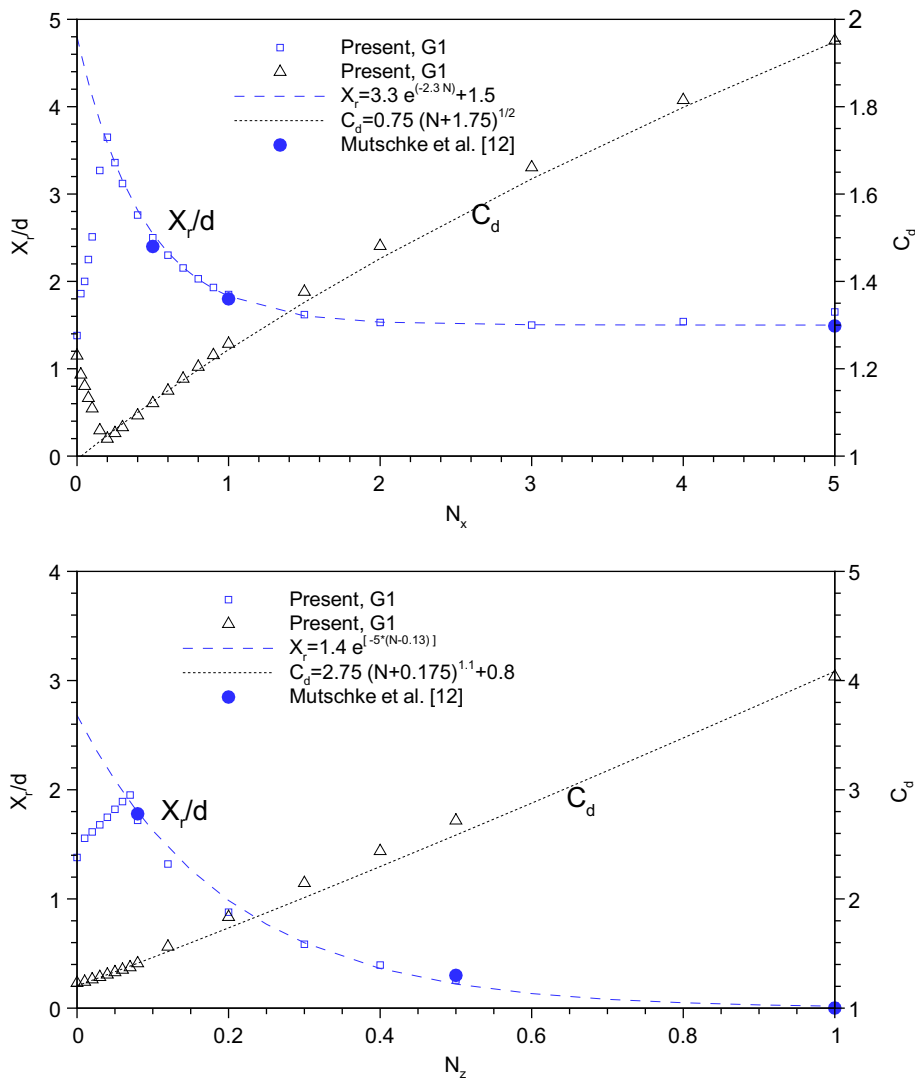 5
4
3
2
1
0
X_r/d
2
1.8
1.6
1.4
1.2
1
C_d
Present, G1
Present, G1
X_r=3.3 e^(-2.3 N)+1.5
C_d=0.75 (N+1.75)^1/2
Mutschke et al. [12]
X_r/d
C_d
0 1 2 3 4 5
N_x
4
3
2
1
0
X_r/d
5
4
3
2
1
C_d
Present, G1
Present, G1
X_r=1.4 e^[ -5*(N-0.13) ]
C_d=2.75 (N+0.175)^1.1+0.8
Mutschke et al. [12]
X_r/d
C_d
0 0.2 0.4 0.6 0.8 1
N_z